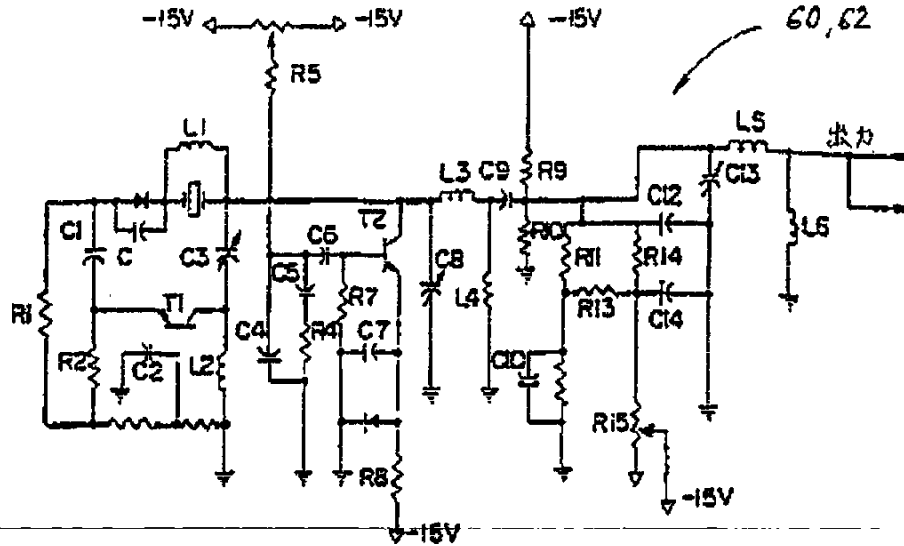 -15V
-15V
-15V
60,62
R5
L1
L5
出力
L3
C9
R9
C13
C12
T2
C1
C
C3
C6
C5
R10
R11
R14
L6
C8
R1
T1
R7
L4
R13
C14
R4
C4
C7
R2
C2
L2
C10
R15
R8
-15V
-15V